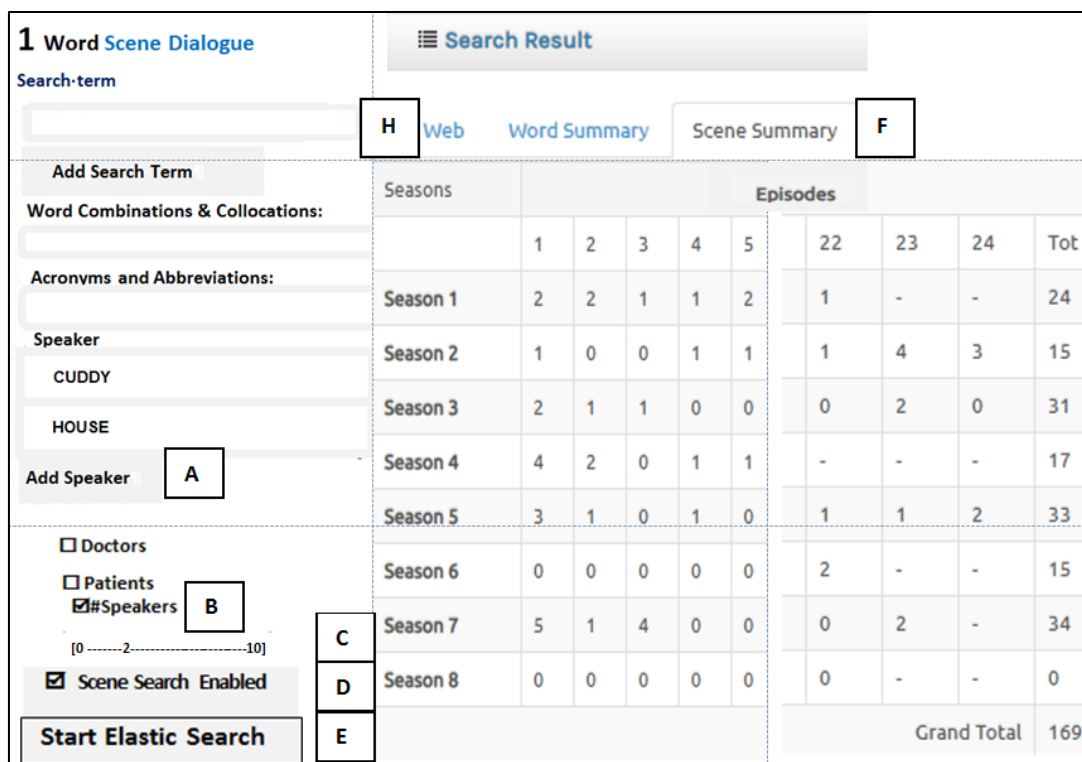 1 Word Scene Dialogue
Search·term
Add Search Term
Word Combinations & Collocations:
Acronyms and Abbreviations:
Speaker
CUDDY
HOUSE
Add Speaker A
Doctors
Patients
#Speakers B
[0 -------2-----------------------10] C
Scene Search Enabled D
Start Elastic Search E
Search Result
H Web Word Summary Scene Summary F
Seasons Episodes
1 2 3 4 5 22 23 24 Tot
Season 1 2 2 1 1 2 1 - - 24
Season 2 1 0 0 1 1 1 4 3 15
Season 3 2 1 1 0 0 0 2 0 31
Season 4 4 2 0 1 1 - - - 17
Season 5 3 1 0 1 0 1 1 2 33
Season 6 0 0 0 0 0 2 - - 15
Season 7 5 1 4 0 0 0 2 - 34
Season 8 0 0 0 0 0 0 - - 0
Grand Total 169